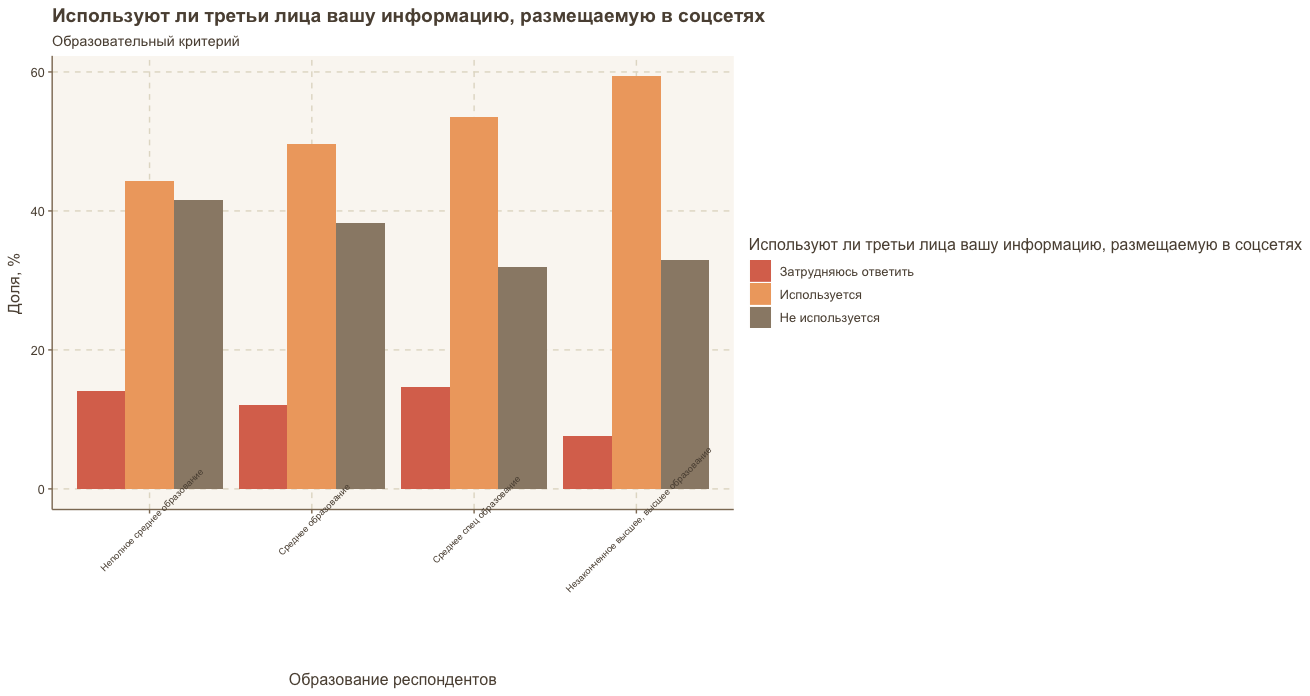 Используют ли третьи лица вашу информацию, размещаемую в соцсетях
Образовательный критерий
60
40
20
0
Доля, %
Неполное среднее образование
Среднее образование
Среднее спец образование
Незаконченное высшее, высшее образование
Образование респондентов
Используют ли третьи лица вашу информацию, размещаемую в соцсетях
Затрудняюсь ответить
Используется
Не используется